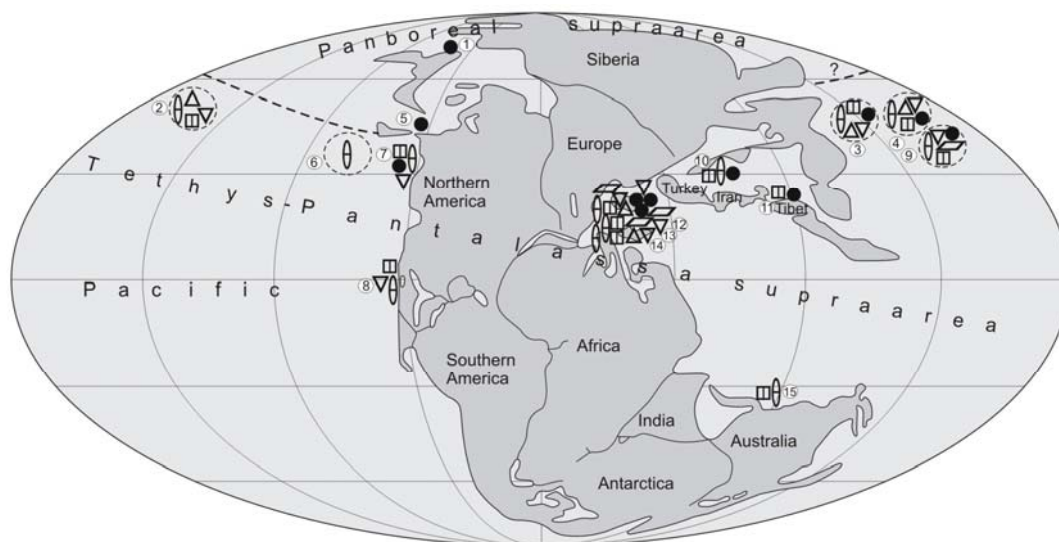 Panboreal supraarea
1
Siberia
?
2
5
3
4
9
6
7
Europe
10
Turkey
Iran
11
Tibet
Northern
America
Tethys-Pantalassa supraarea
12
13
14
8
Pacific
Africa
Southern
America
15
India
Australia
Antarctica